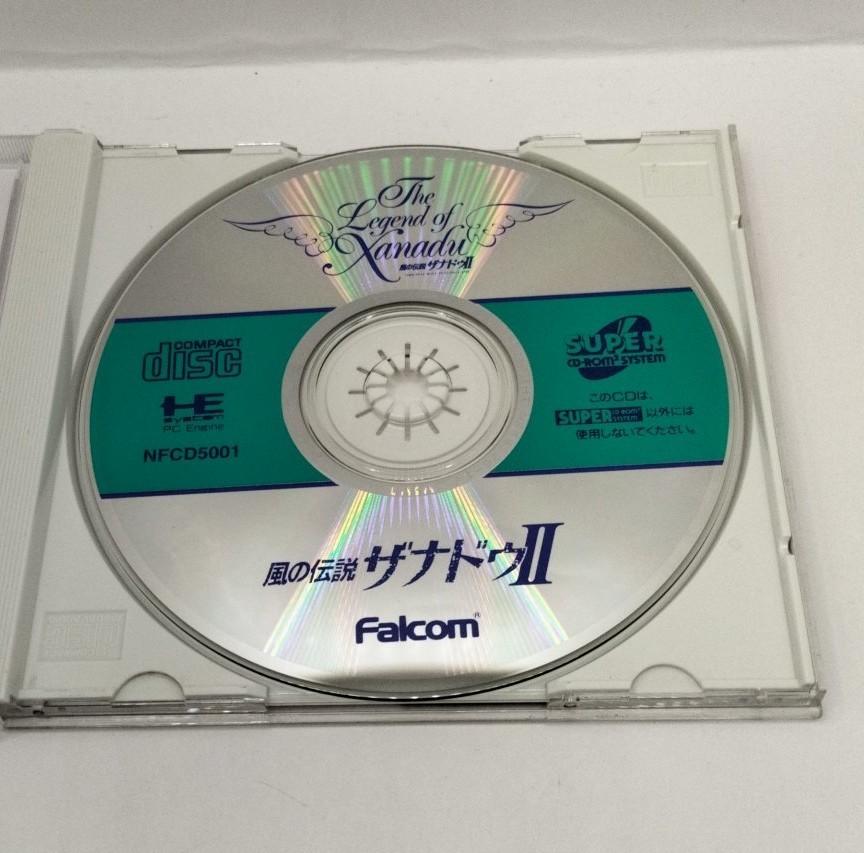 The
Legend of
Xanadu
風の伝説 ザナドゥII
COMPACT
disc
HE
system
PC Engine
NFCD5001
SUPER
CD-ROM² SYSTEM
このCDは、
SUPER CD-ROM² SYSTEM 以外には
使用しないでください。
風の伝説 ザナドゥII
Falcom®